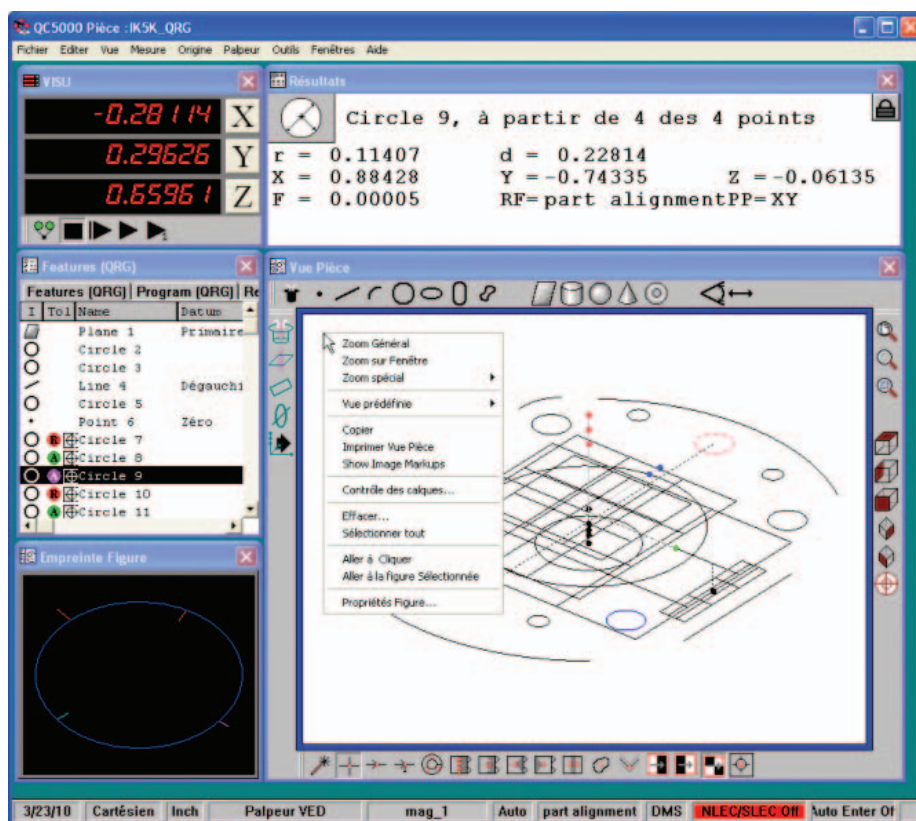 QC5000 Pièce :IK5K_QRG
Fichier Editer Vue Mesure Origine Palpeur Outils Fenêtres Aide
VISU
-0.28114 X
0.29626 Y
0.65961 Z
1
Résultats
Circle 9, à partir de 4 des 4 points
r = 0.11407 d = 0.22814
X = 0.88428 Y =-0.74335 Z =-0.06135
F = 0.00005 RF=part alignmentPP=XY
Features (QRG)
Features (QRG) Program (QRG) Re
I Tol Name Datum
Plane 1 Primaire
Circle 2
Circle 3
Line 4 Dégauchi
Circle 5
Point 6 Zéro
R Circle 7
A Circle 8
A Circle 9
R Circle 10
A Circle 11
Empreinte Figure
Vue Pièce
Zoom Général
Zoom sur Fenêtre
Zoom spécial
Vue prédéfinie
Copier
Imprimer Vue Pièce
Show Image Markups
Contrôle des calques...
Effacer...
Sélectionner tout
Aller à Cliquer
Aller à la figure Sélectionnée
Propriétés Figure...
3/23/10 Cartésien Inch Palpeur VED mag_1 Auto part alignment DMS NLEC/SLEC Off Auto Enter Of